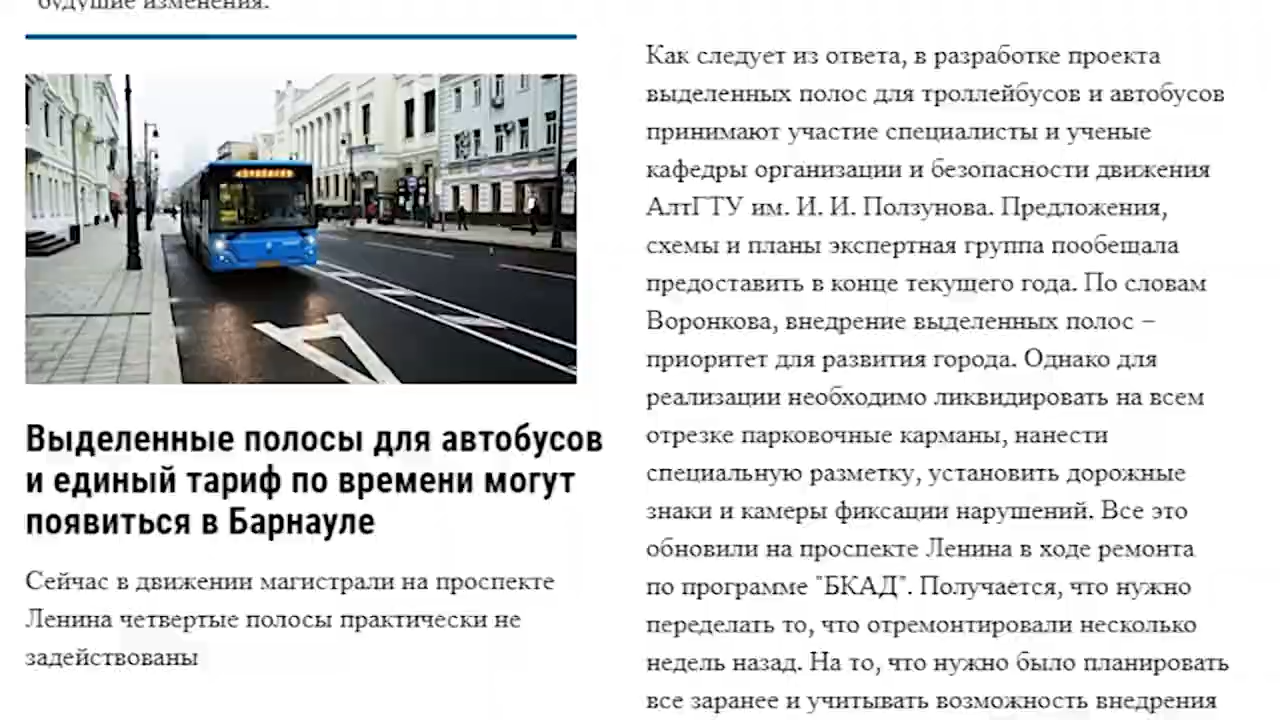 будущие изменения.
Выделенные полосы для автобусов
и единый тариф по времени могут
появиться в Барнауле
Сейчас в движении магистрали на проспекте
Ленина четвертые полосы практически не
задействованы
Как следует из ответа, в разработке проекта
выделенных полос для троллейбусов и автобусов
принимают участие специалисты и ученые
кафедры организации и безопасности движения
АлтГТУ им. И. И. Ползунова. Предложения,
схемы и планы экспертная группа пообещала
предоставить в конце текущего года. По словам
Воронкова, внедрение выделенных полос –
приоритет для развития города. Однако для
реализации необходимо ликвидировать на всем
отрезке парковочные карманы, нанести
специальную разметку, установить дорожные
знаки и камеры фиксации нарушений. Все это
обновили на проспекте Ленина в ходе ремонта
по программе "БКАД". Получается, что нужно
переделать то, что отремонтировали несколько
недель назад. На то, что нужно было планировать
все заранее и учитывать возможность внедрения